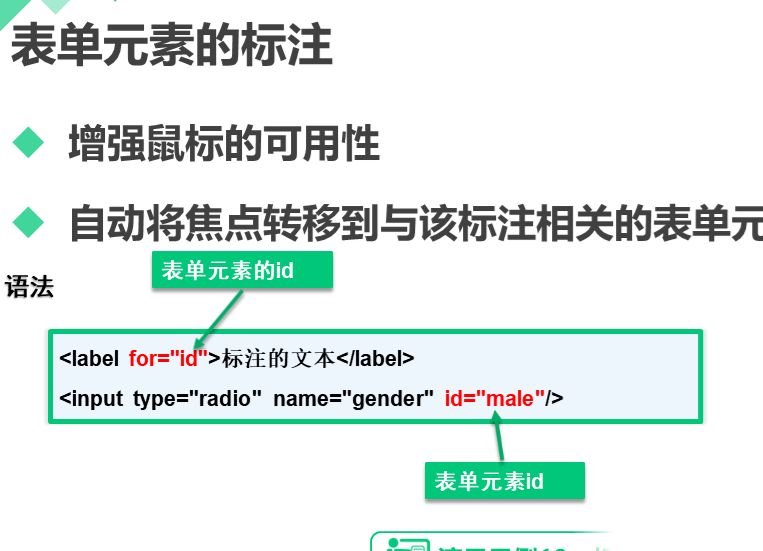 表单元素的标注
增强鼠标的可用性
自动将焦点转移到与该标注相关的表单元
表单元素的id
语法
<label for="id">标注的文本</label>
<input type="radio" name="gender" id="male"/>
表单元素id